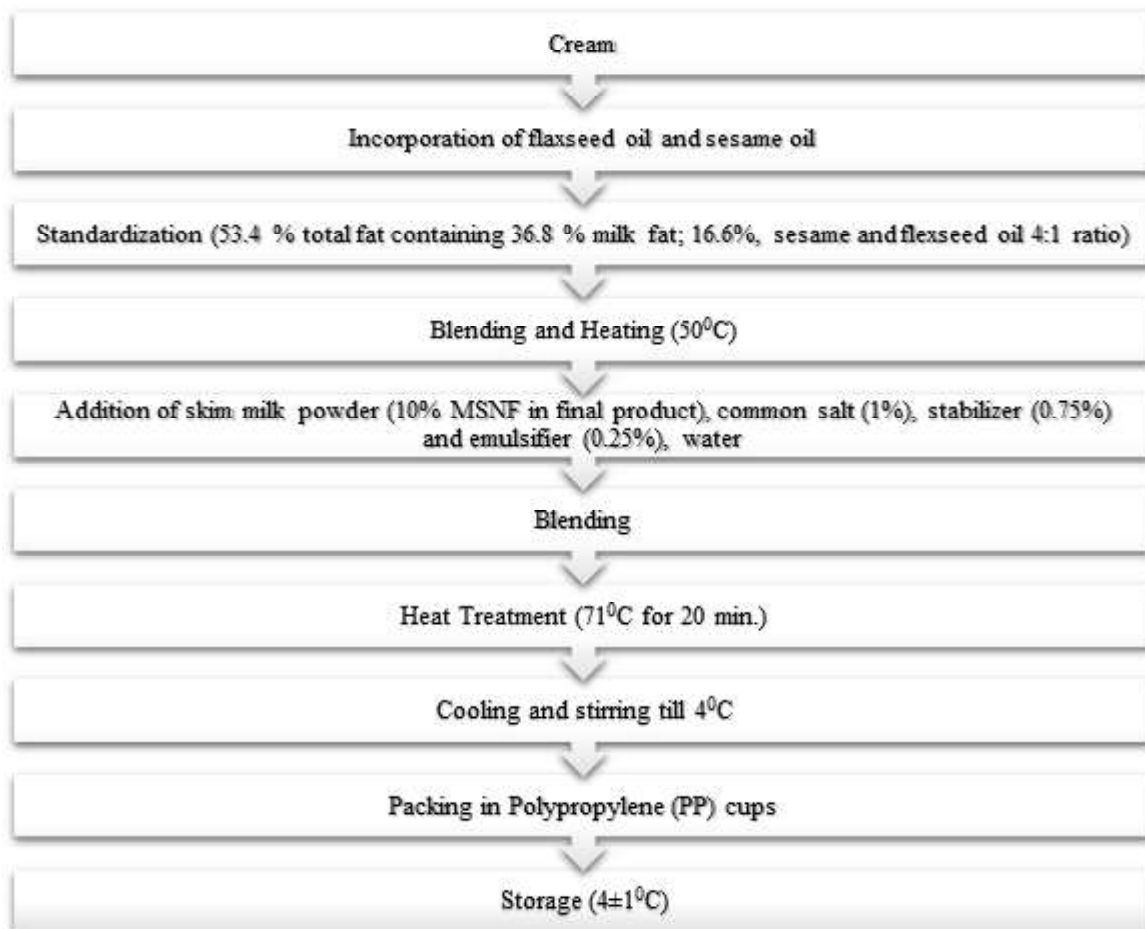 Cream
Incorporation of flaxseed oil and sesame oil
Standardization (53.4 % total fat containing 36.8 % milk fat; 16.6%, sesame and flexseed oil 4:1 ratio)
Blending and Heating (50⁰C)
Addition of skim milk powder (10% MSNF in final product), common salt (1%), stabilizer (0.75%)
and emulsifier (0.25%), water
Blending
Heat Treatment (71⁰C for 20 min.)
Cooling and stirring till 4⁰C
Packing in Polypropylene (PP) cups
Storage (4±1⁰C)